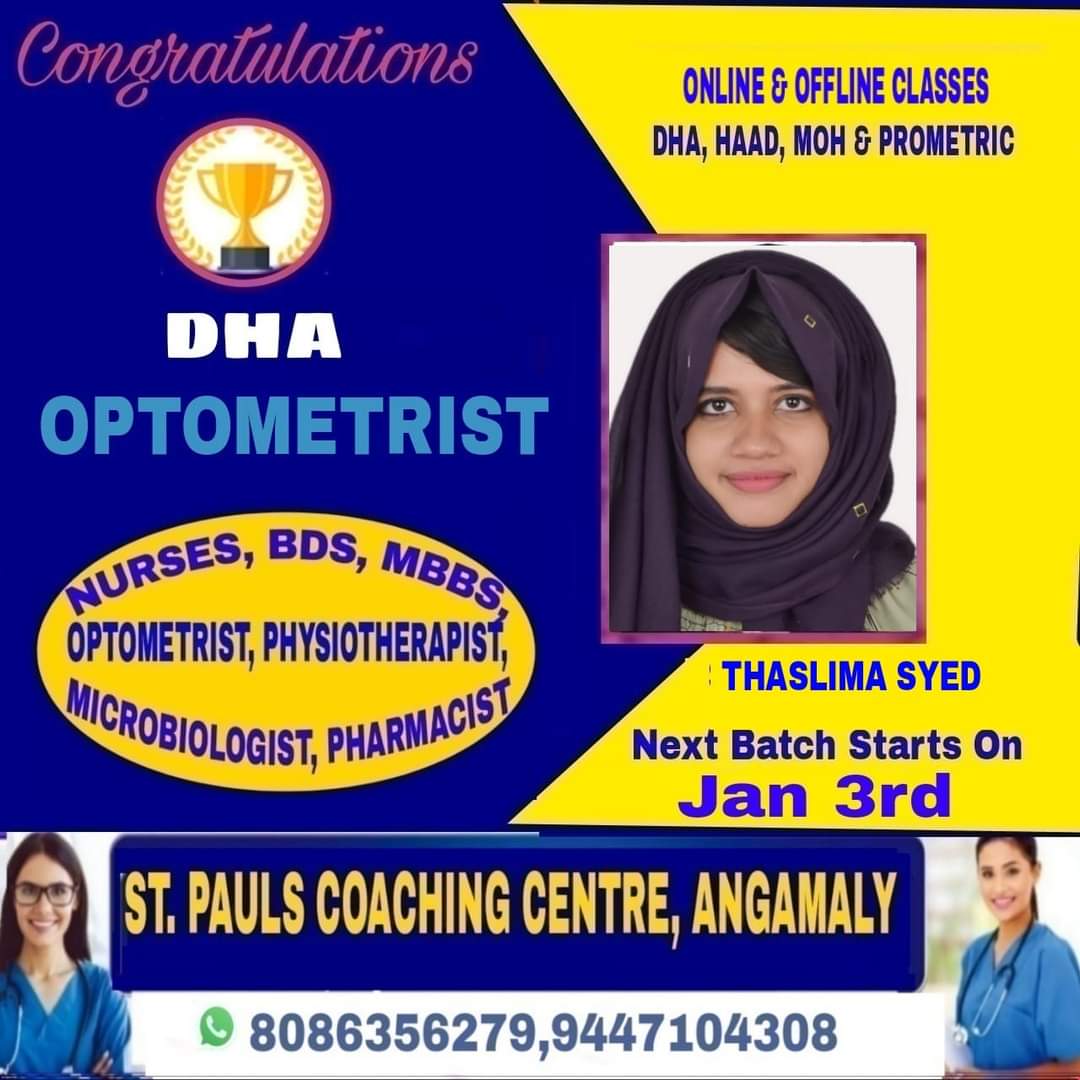 Congratulations
DHA
OPTOMETRIST
NURSES, BDS, MBBS,
OPTOMETRIST, PHYSIOTHERAPIST,
MICROBIOLOGIST, PHARMACIST
ONLINE & OFFLINE CLASSES
DHA, HAAD, MOH & PROMETRIC
THASLIMA SYED
Next Batch Starts On
Jan 3rd
ST. PAULS COACHING CENTRE, ANGAMALY
8086356279,9447104308